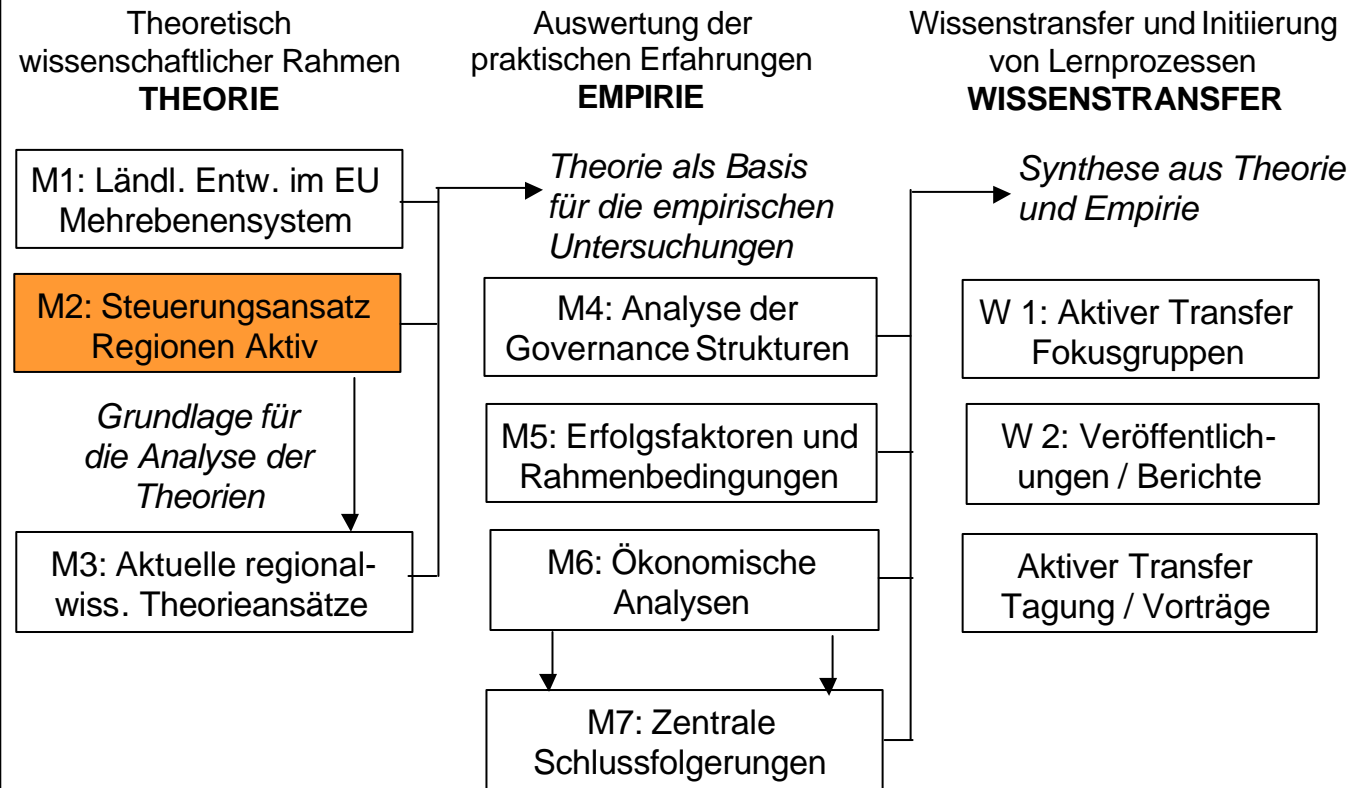 Theoretisch
wissenschaftlicher Rahmen
THEORIE
M1: Ländl. Entw. im EU
Mehrebenensystem
M2: Steuerungsansatz
Regionen Aktiv
Grundlage für
die Analyse der
Theorien
M3: Aktuelle regional-
wiss. Theorieansätze
Auswertung der
praktischen Erfahrungen
EMPIRIE
Theorie als Basis
für die empirischen
Untersuchungen
M4: Analyse der
Governance Strukturen
M5: Erfolgsfaktoren und
Rahmenbedingungen
M6: Ökonomische
Analysen
M7: Zentrale
Schlussfolgerungen
Wissenstransfer und Initiierung
von Lernprozessen
WISSENSTRANSFER
Synthese aus Theorie
und Empirie
W 1: Aktiver Transfer
Fokusgruppen
W 2: Veröffentlich-
ungen / Berichte
Aktiver Transfer
Tagung / Vorträge